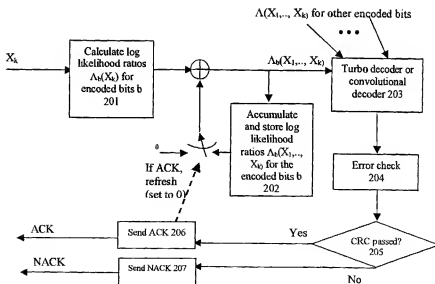 Λ(X₁,.., Xₖ) for other encoded bits
•••
Xₖ
Calculate log
likelihood ratios
Λb(Xₖ) for
encoded bits b
201
Λb(X₁,.., Xₖ)
Turbo decoder or
convolutional
decoder 203
0
Accumulate
and store log
likelihood
ratios Λb(X₁,..,
Xₖ) for the
encoded bits b
202
If ACK,
refresh
(set to 0)
Error check
204
ACK
Send ACK 206
Yes
CRC passed?
205
NACK
Send NACK 207
No